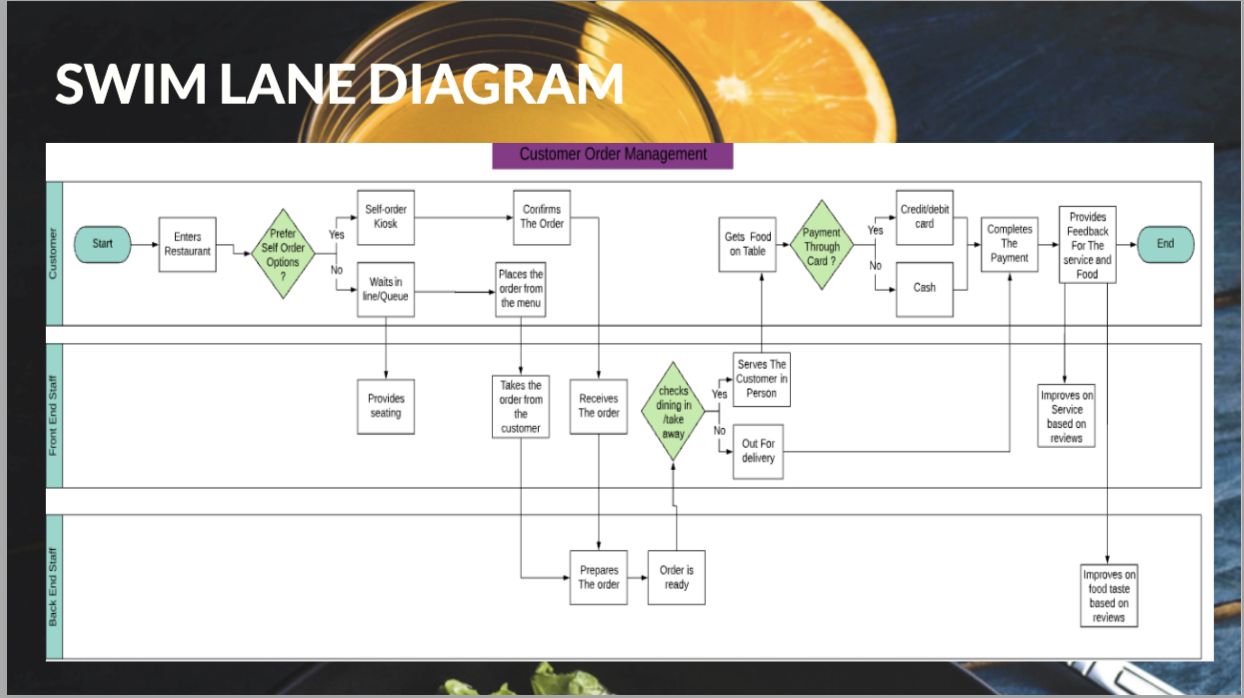 SWIM LANE DIAGRAM
Customer Order Management
Customer
Start
Enters
Restaurant
Prefer
Self Order
Options
?
Yes
No
Self-order
Kiosk
Waits in
line/Queue
Confirms
The Order
Places the
order from
the menu
Gets Food
on Table
Payment
Through
Card ?
Yes
No
Credit/debit
card
Cash
Completes
The
Payment
Provides
Feedback
For The
service and
Food
End
Front End Staff
Provides
seating
Takes the
order from
the
customer
Receives
The order
checks
dining in
/take
away
Yes
No
Serves The
Customer in
Person
Out For
delivery
Improves on
Service
based on
reviews
Back End Staff
Prepares
The order
Order is
ready
Improves on
food taste
based on
reviews